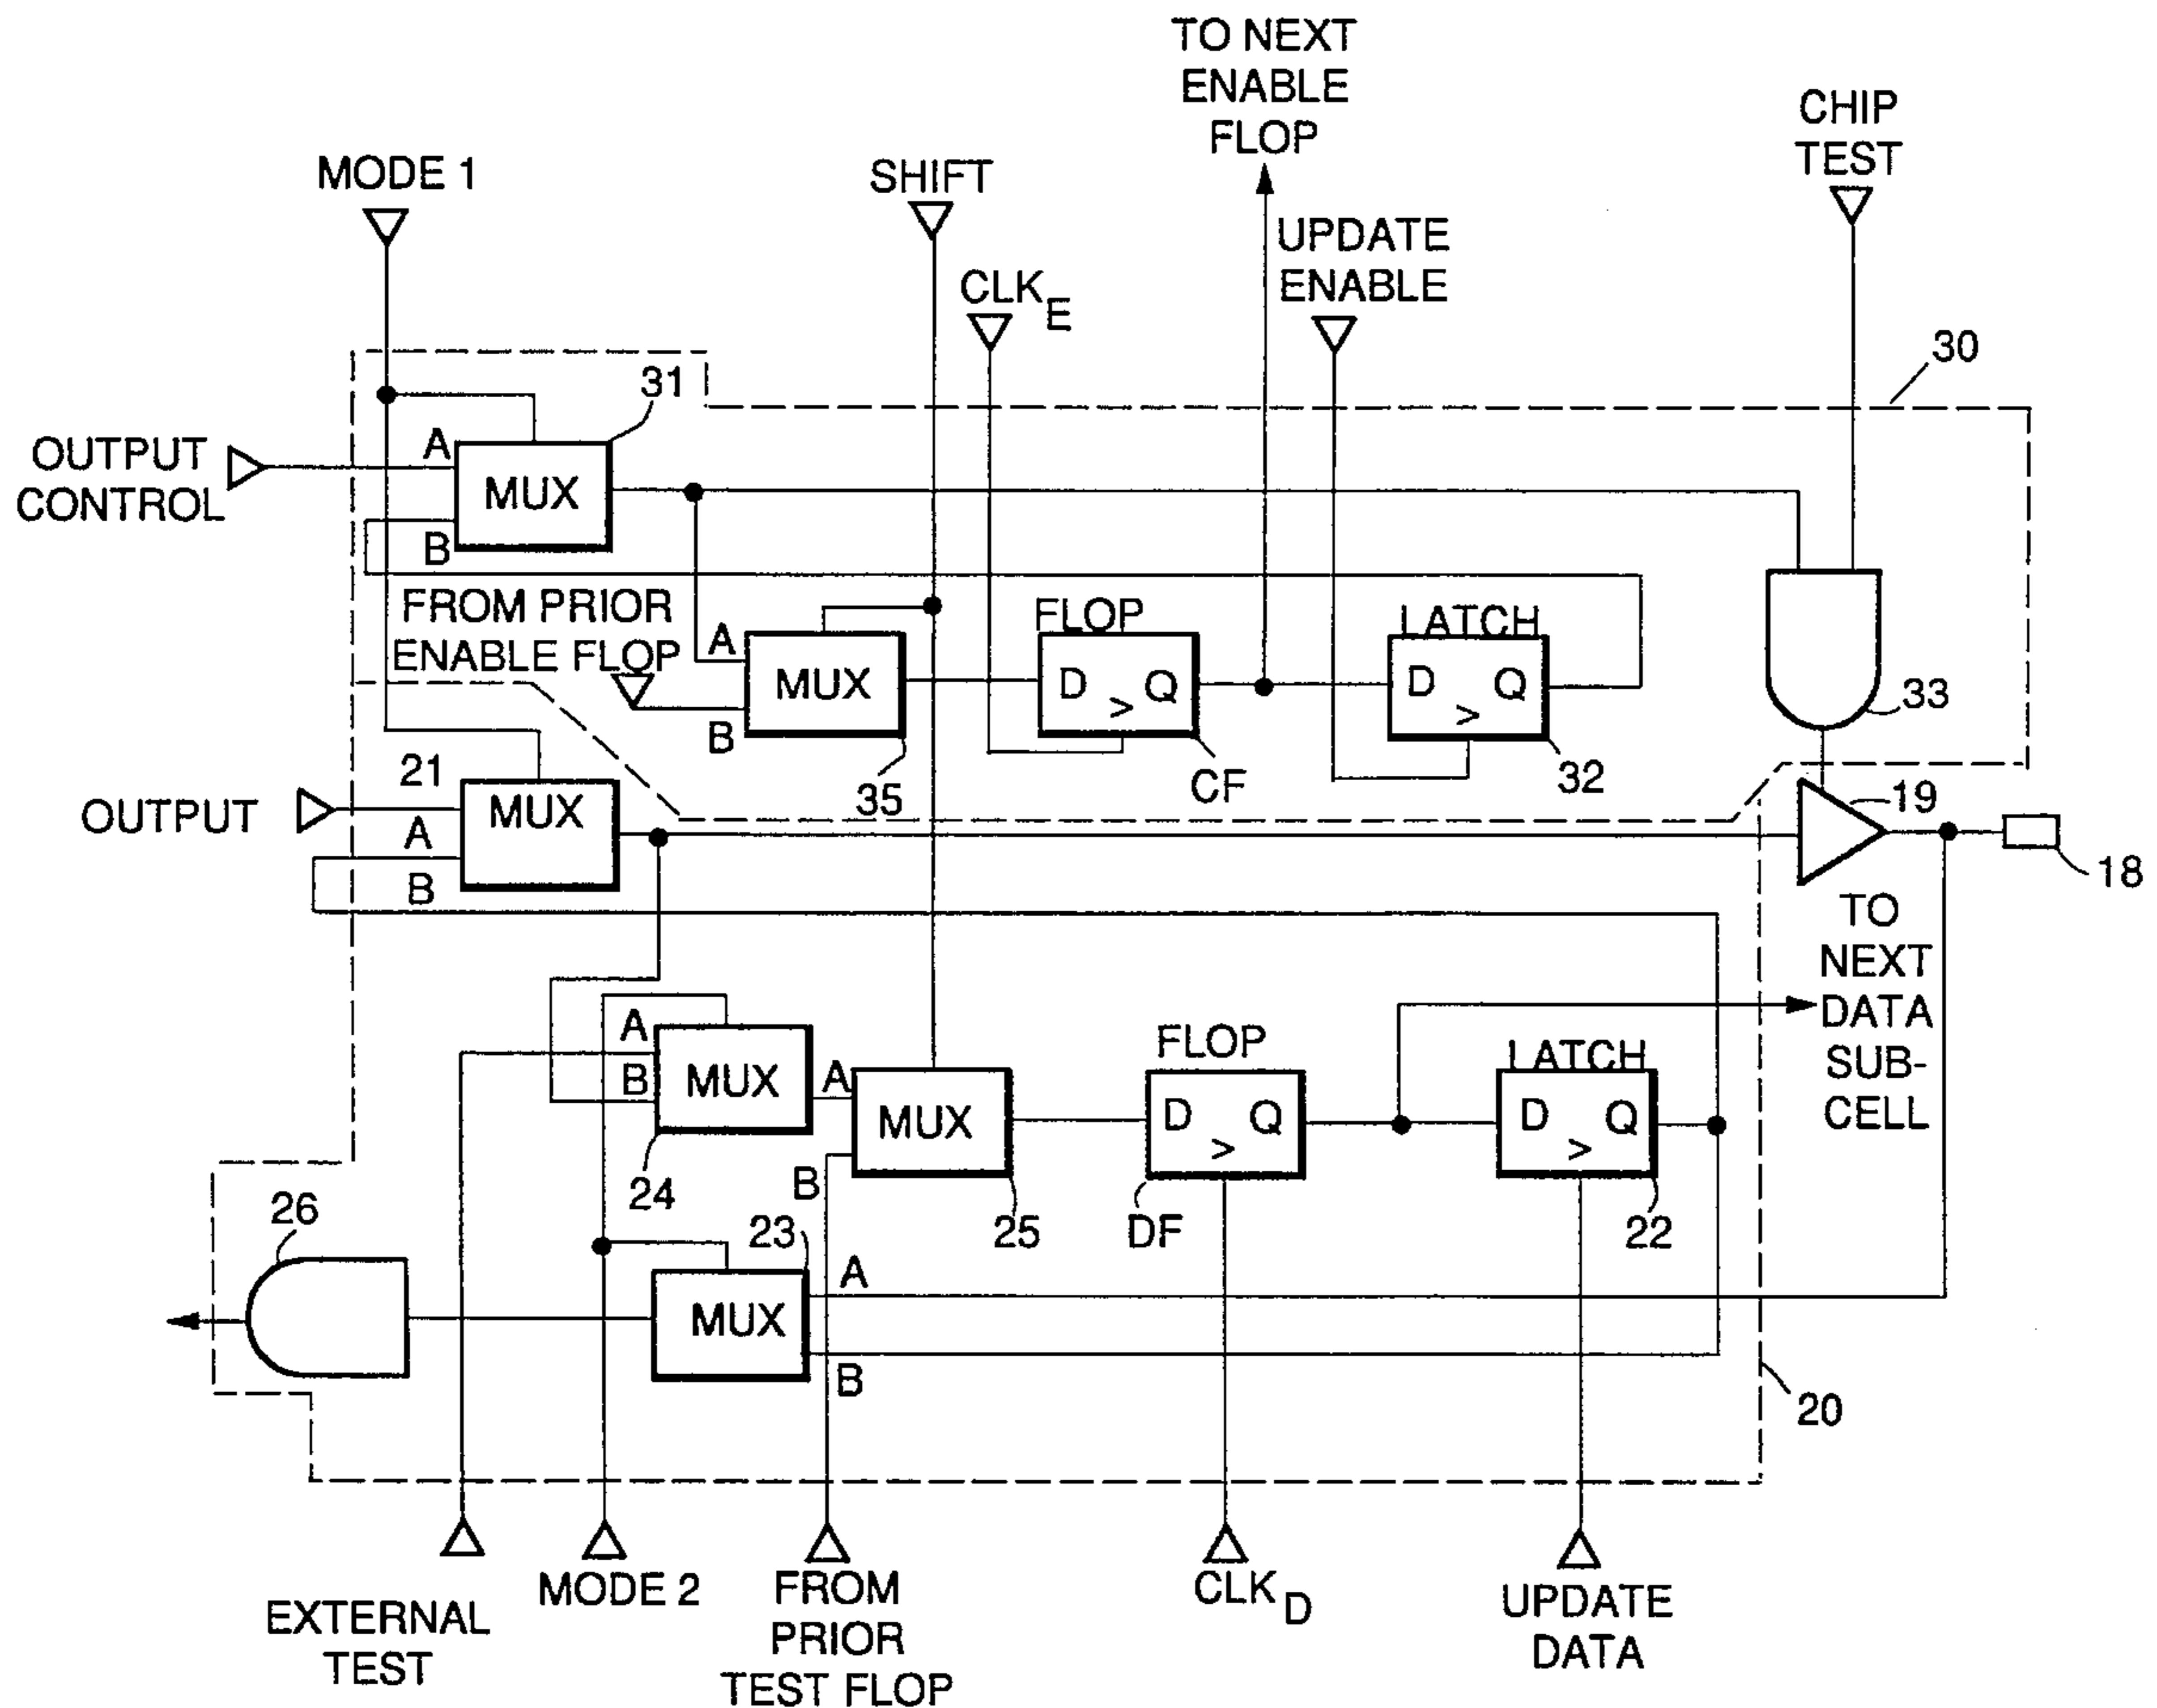 TO NEXT
ENABLE
FLOP
CHIP
TEST
MODE 1
SHIFT
UPDATE
ENABLE
CLK E
30
31
OUTPUT
CONTROL
A
MUX
B
FROM PRIOR
ENABLE FLOP
A
MUX
B
35
FLOP
D Q
>
CF
LATCH
D Q
>
32
33
21
OUTPUT
MUX
A
B
19
18
TO
NEXT
DATA
SUB-
CELL
A
B
MUX
24
A
MUX
B
25
FLOP
D Q
>
DF
LATCH
D Q
>
22
26
23
MUX
A
B
20
EXTERNAL
TEST
MODE 2
FROM
PRIOR
TEST FLOP
CLK D
UPDATE
DATA